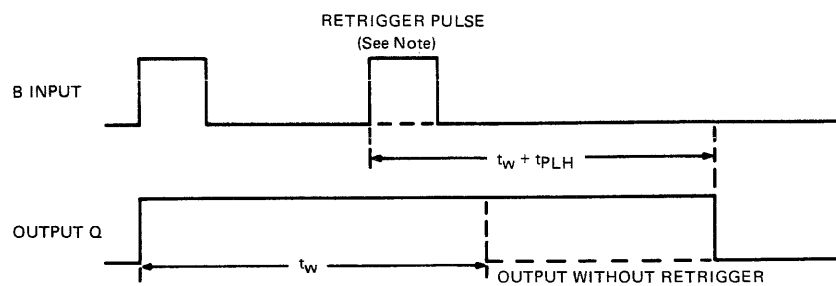 RETRIGGER PULSE
(See Note)
B INPUT
tw + tPLH
OUTPUT Q
tw
OUTPUT WITHOUT RETRIGGER